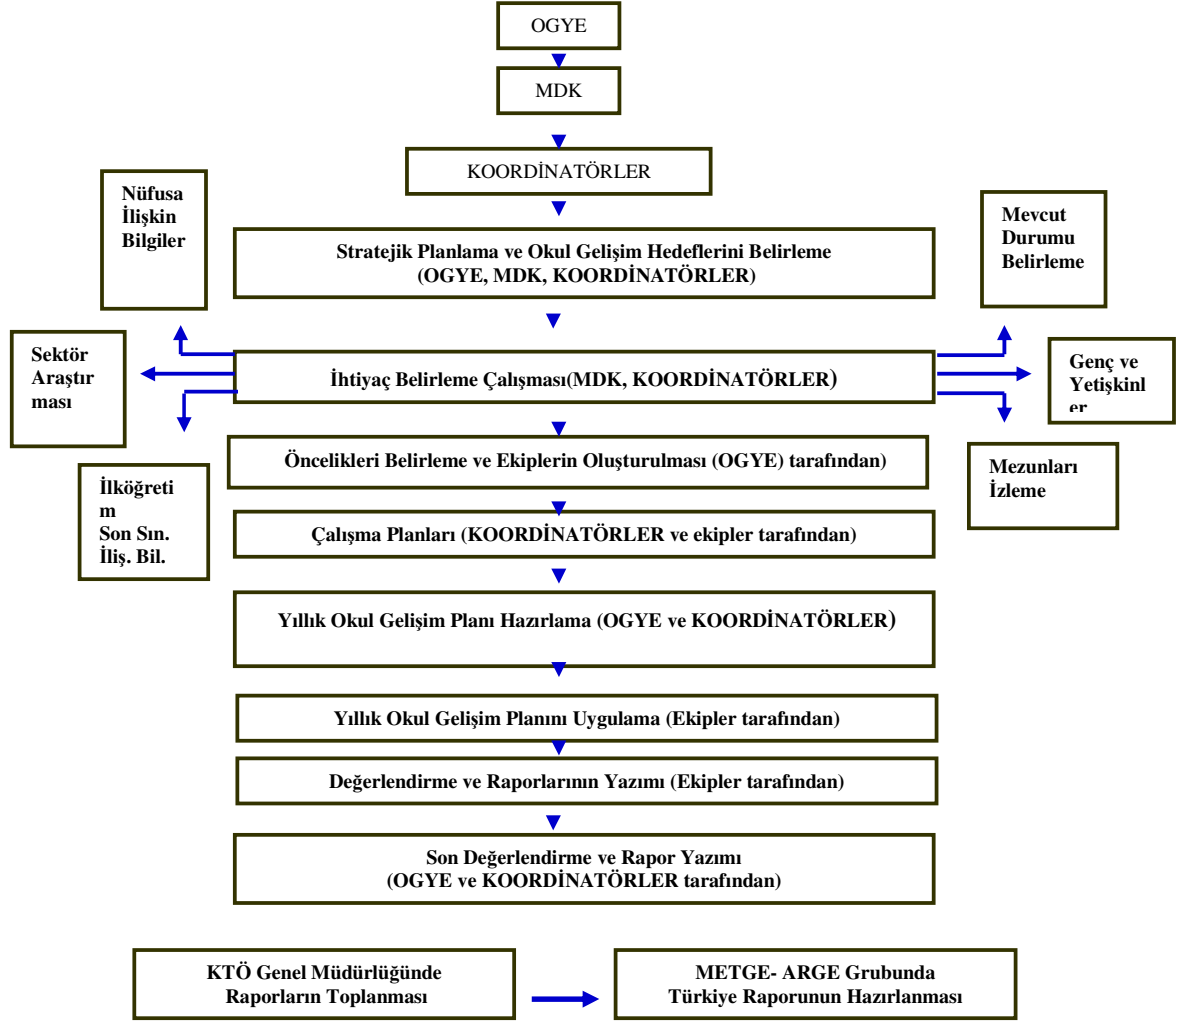 OGYE
MDK
KOORDİNATÖRLER
Nüfusa
İlişkin
Bilgiler
Mevcut
Durumu
Belirleme
Stratejik Planlama ve Okul Gelişim Hedeflerini Belirleme
(OGYE, MDK, KOORDİNATÖRLER)
Sektör
Araştır
ması
İhtiyaç Belirleme Çalışması(MDK, KOORDİNATÖRLER)
Genç ve
Yetişkinl
er
Öncelikleri Belirleme ve Ekiplerin Oluşturulması (OGYE) tarafından)
İlköğreti
m
Son Sın.
İliş. Bil.
Mezunları
İzleme
Çalışma Planları (KOORDİNATÖRLER ve ekipler tarafından)
Yıllık Okul Gelişim Planı Hazırlama (OGYE ve KOORDİNATÖRLER)
Yıllık Okul Gelişim Planını Uygulama (Ekipler tarafından)
Değerlendirme ve Raporlarının Yazımı (Ekipler tarafından)
Son Değerlendirme ve Rapor Yazımı
(OGYE ve KOORDİNATÖRLER tarafından)
KTÖ Genel Müdürlüğünde
Raporların Toplanması
METGE- ARGE Grubunda
Türkiye Raporunun Hazırlanması